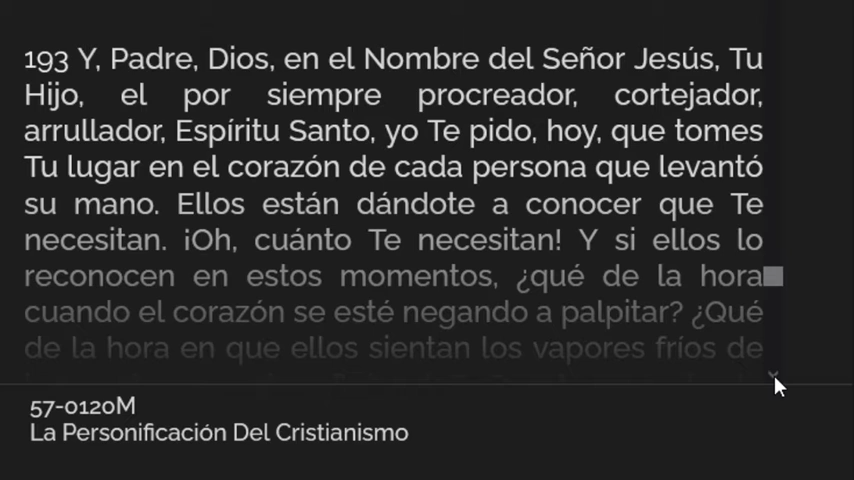 193 Y, Padre, Dios, en el Nombre del Señor Jesús, Tu
Hijo, el por siempre procreador, cortejador,
arrullador, Espíritu Santo, yo Te pido, hoy, que tomes
Tu lugar en el corazón de cada persona que levantó
su mano. Ellos están dándote a conocer que Te
necesitan. ¡Oh, cuánto Te necesitan! Y si ellos lo
reconocen en estos momentos, ¿qué de la hora
cuando el corazón se esté negando a palpitar? ¿Qué
de la hora en que ellos sientan los vapores fríos de
57-0120M
La Personificación Del Cristianismo